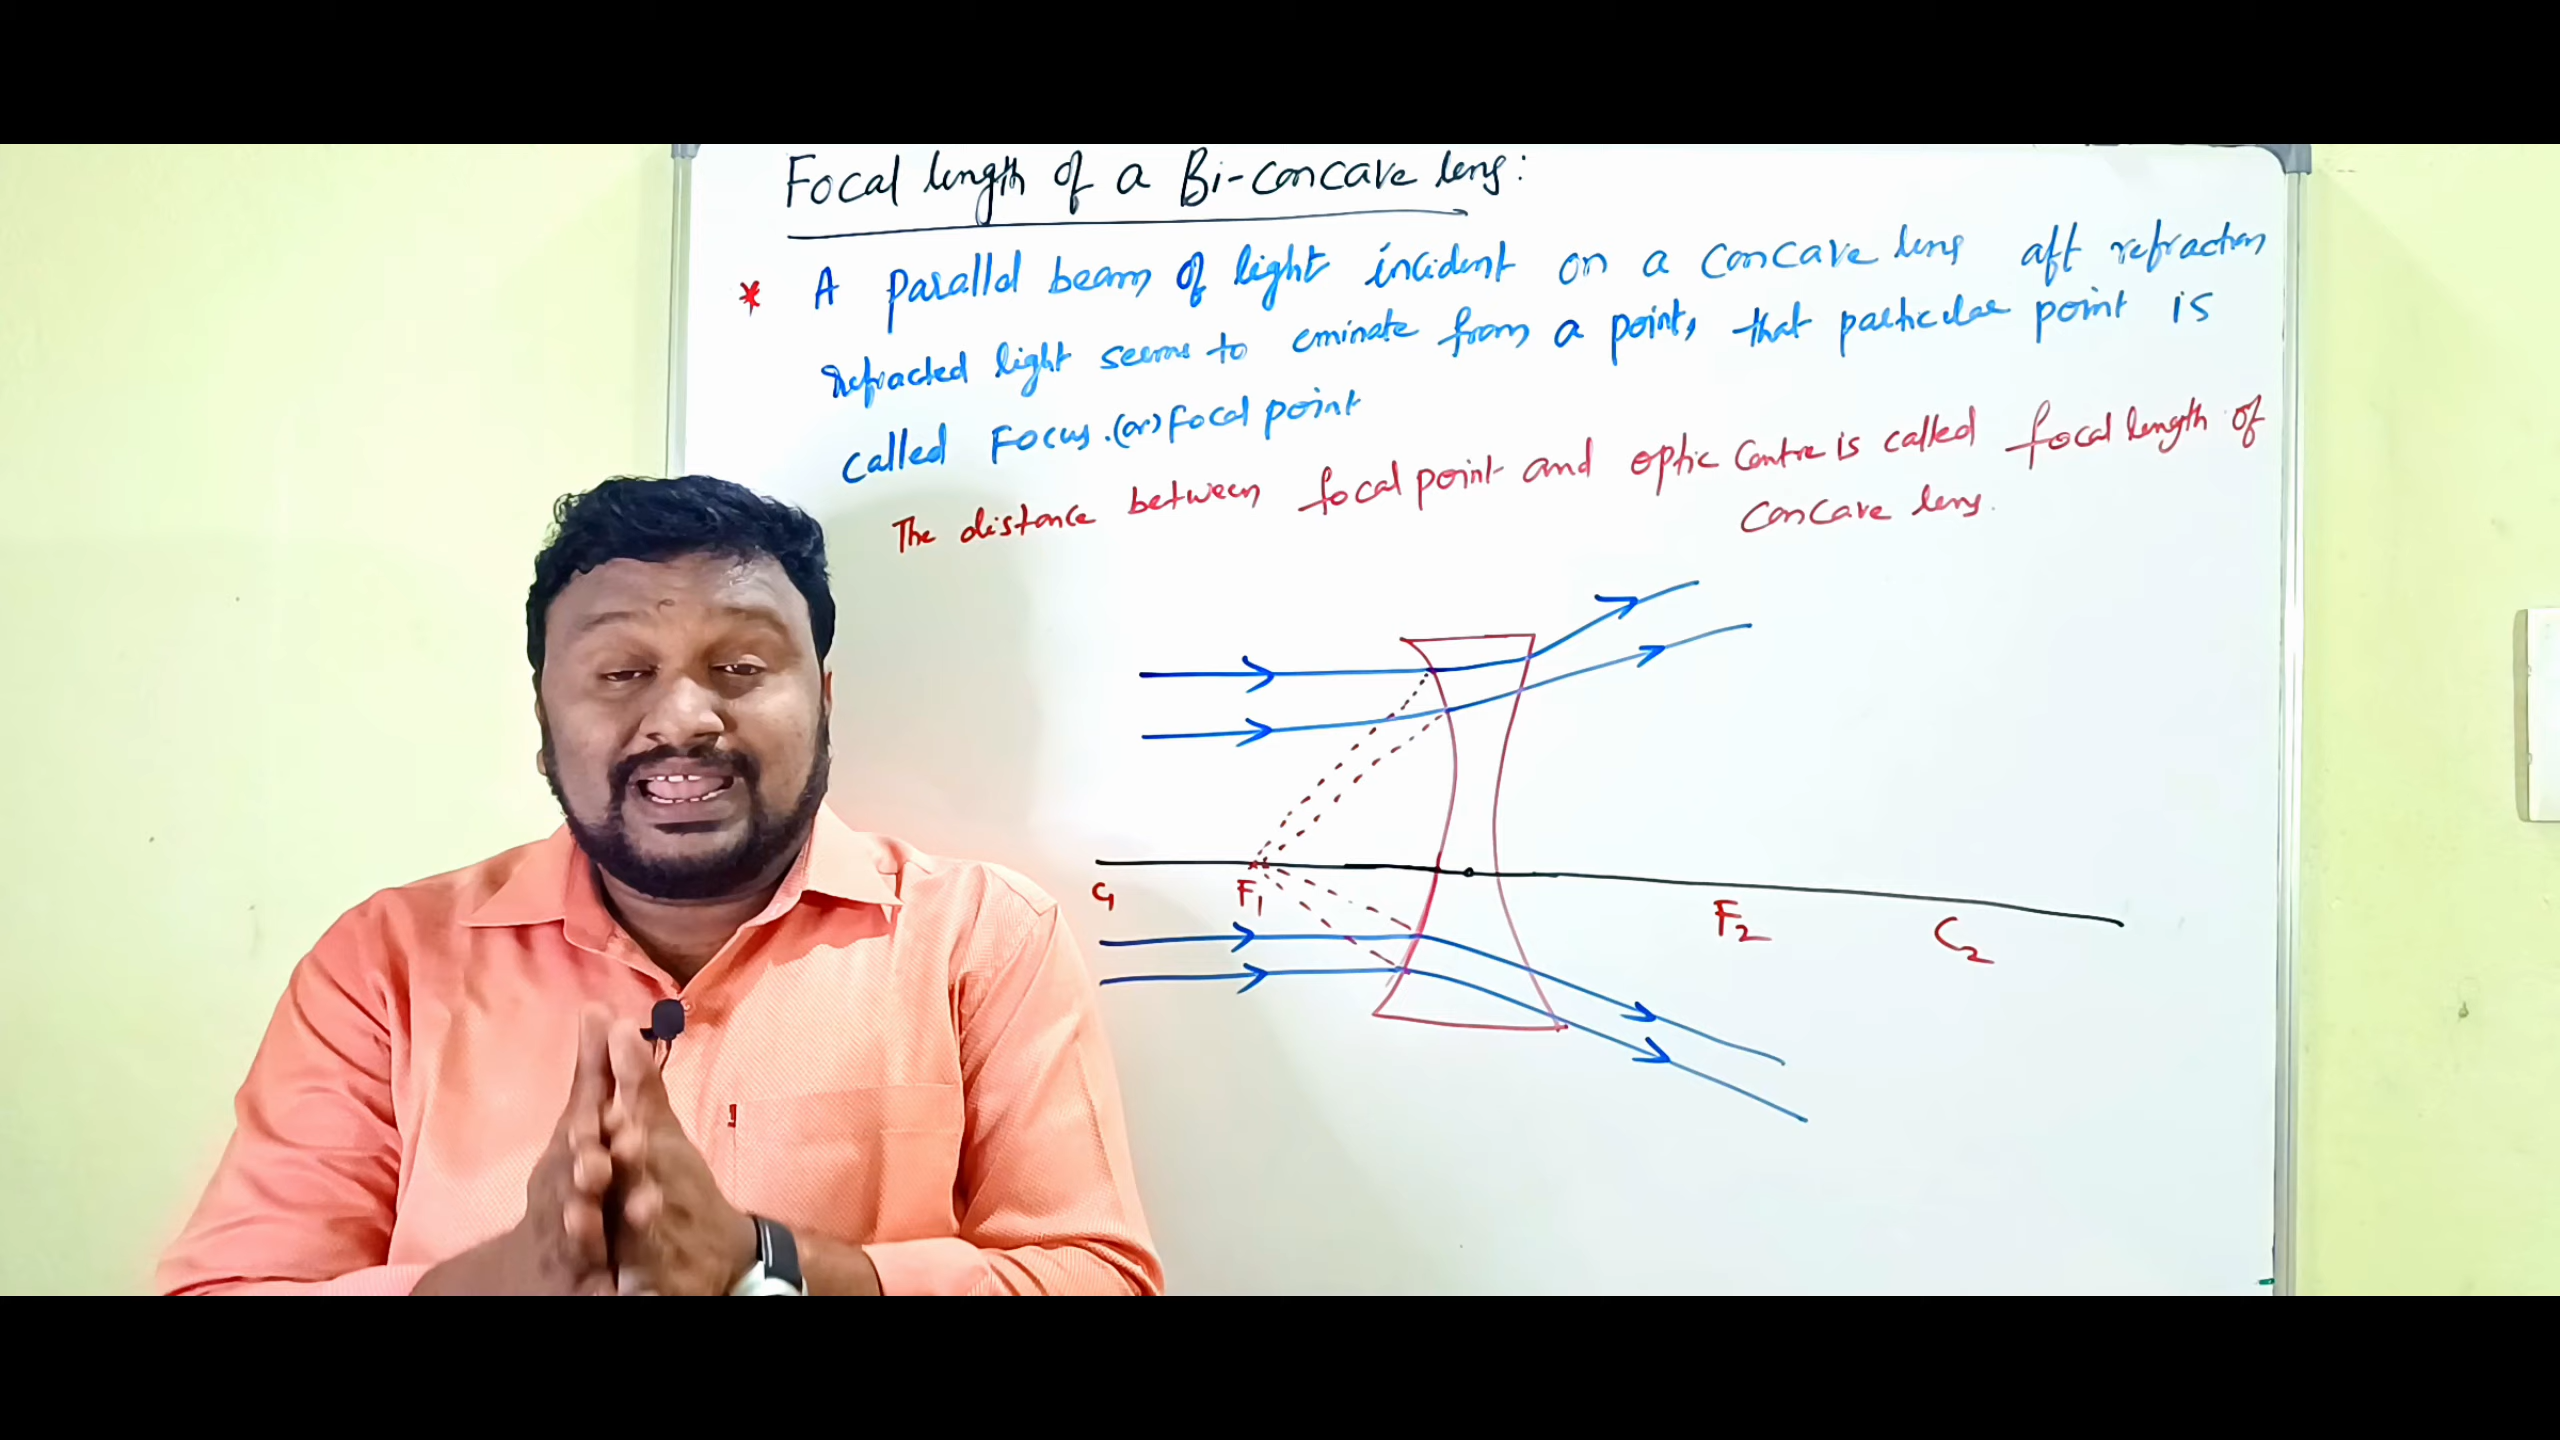 Focal length of a Bi-concave lens:
* A parallel beam of light incident on a concave lens aft refraction
refracted light seems to eminate from a point, that particular point is
called Focus. (or) focal point
The distance between focal point and optic Centre is called focal length of
Concave lens.
C1 F1 F2 C2